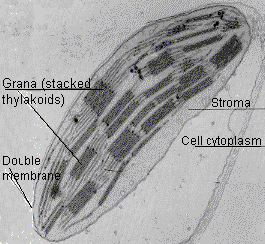 Grana (stacked
thylakoids)
Stroma
Cell cytoplasm
Double
membrane